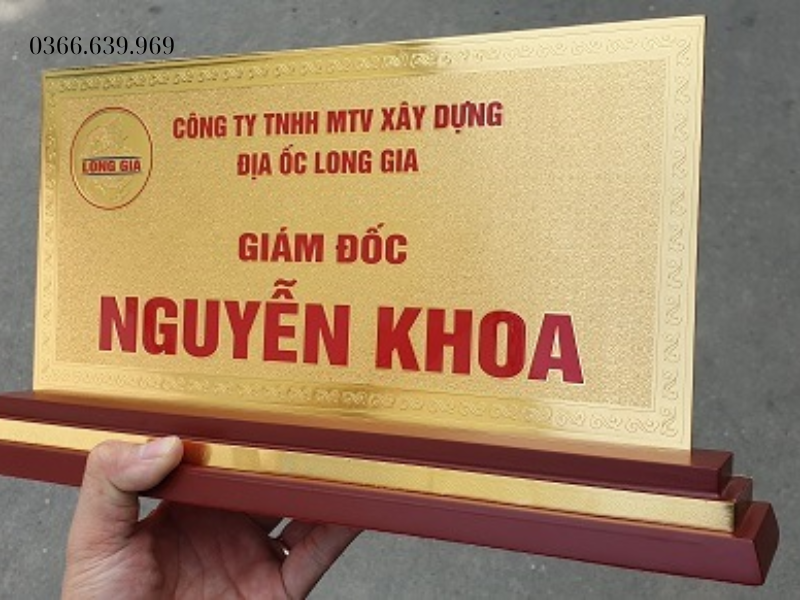 0366.639.969
LONG GIA
CÔNG TY TNHH MTV XÂY DỰNG
ĐỊA ỐC LONG GIA
GIÁM ĐỐC
NGUYỄN KHOA